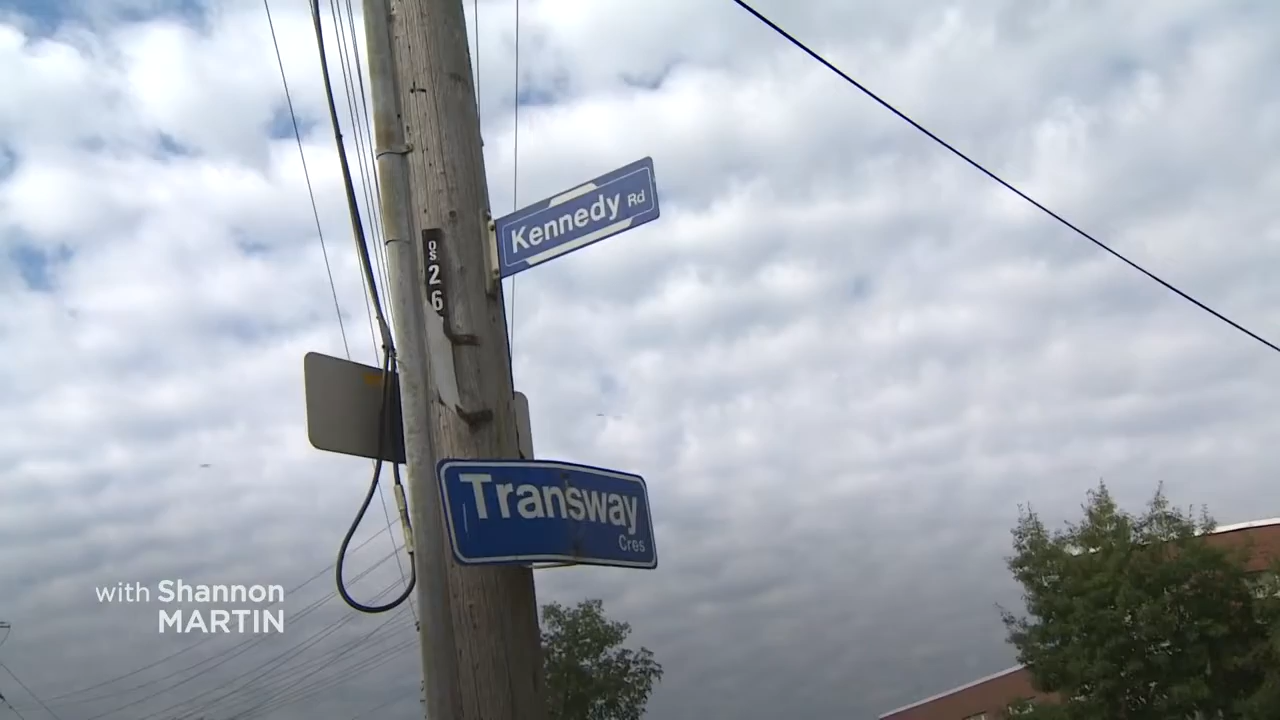 Kennedy Rd
OS
2
6
Transway
Cres
with Shannon
MARTIN